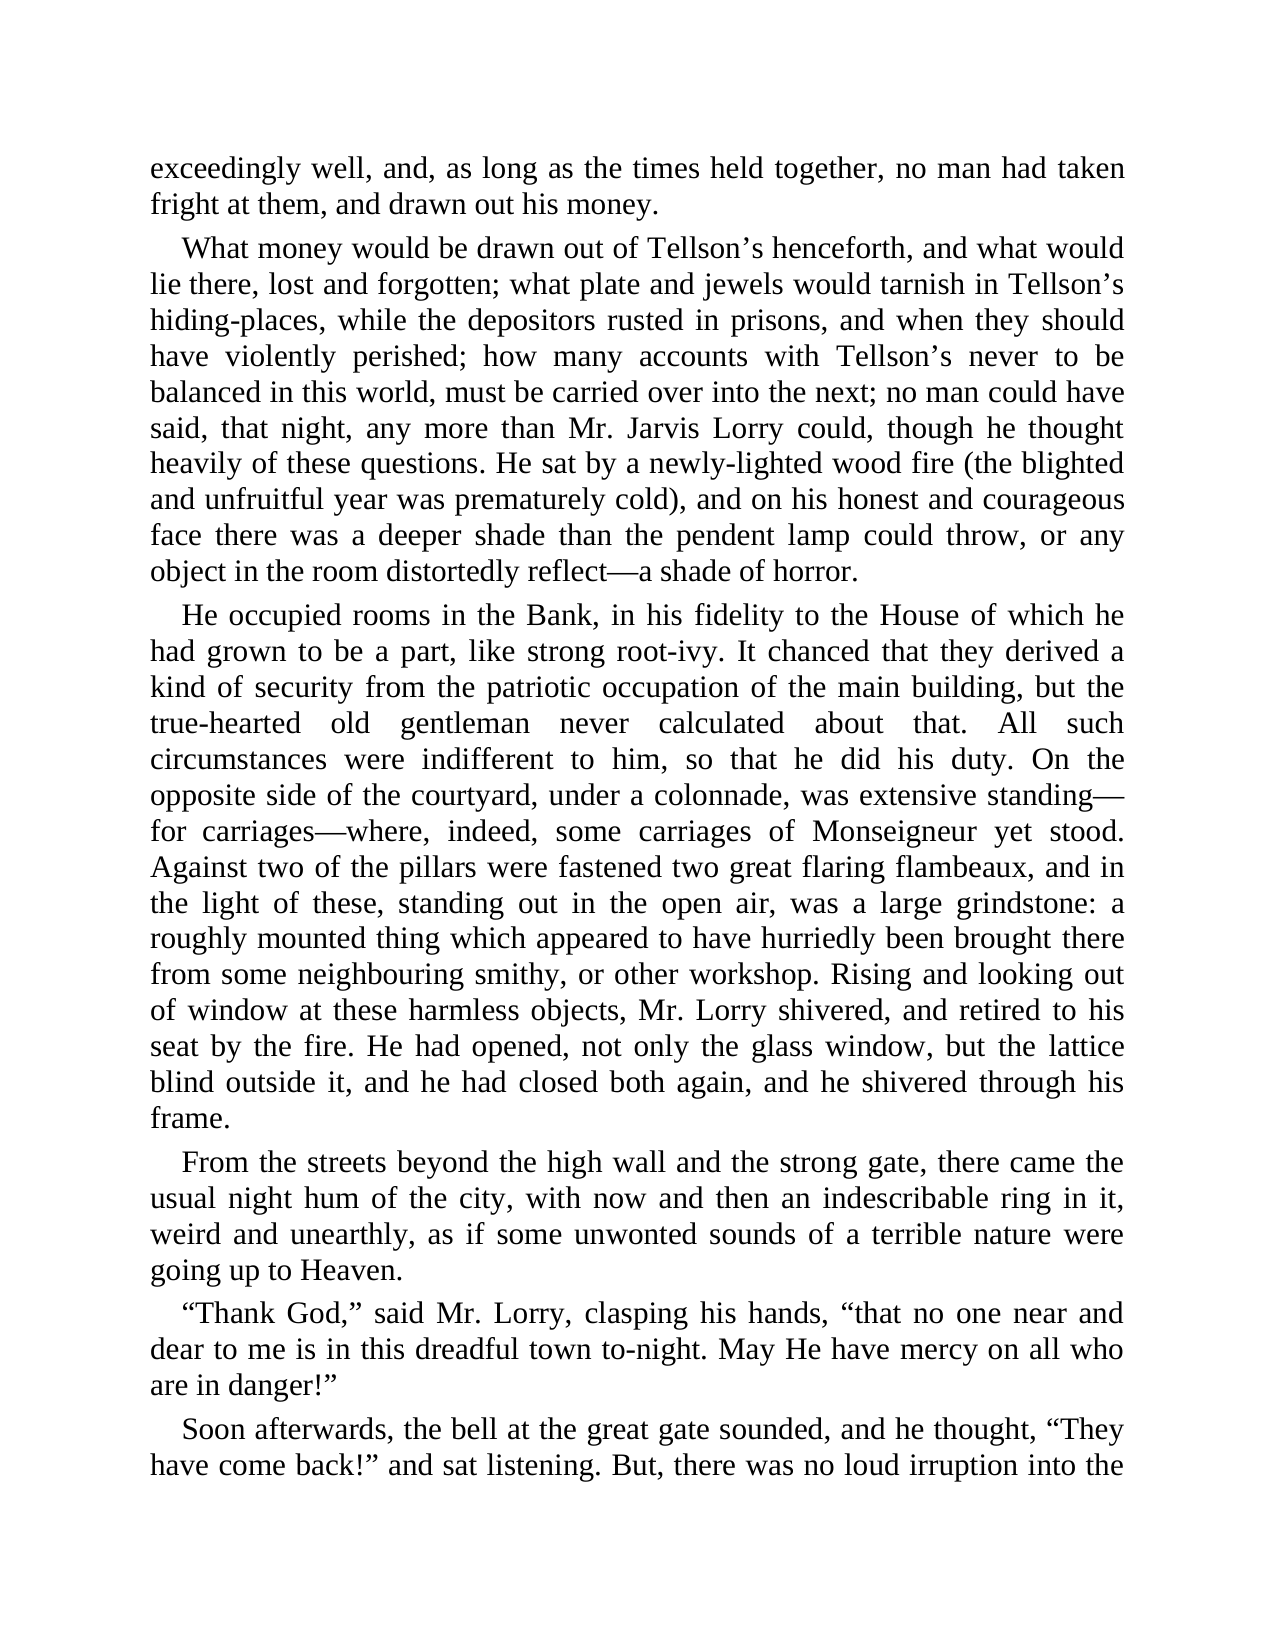 exceedingly well, and, as long as the times held together, no man had taken
fright at them, and drawn out his money.
What money would be drawn out of Tellson’s henceforth, and what would
lie there, lost and forgotten; what plate and jewels would tarnish in Tellson’s
hiding-places, while the depositors rusted in prisons, and when they should
have violently perished; how many accounts with Tellson’s never to be
balanced in this world, must be carried over into the next; no man could have
said, that night, any more than Mr. Jarvis Lorry could, though he thought
heavily of these questions. He sat by a newly-lighted wood fire (the blighted
and unfruitful year was prematurely cold), and on his honest and courageous
face there was a deeper shade than the pendent lamp could throw, or any
object in the room distortedly reflect—a shade of horror.
He occupied rooms in the Bank, in his fidelity to the House of which he
had grown to be a part, like strong root-ivy. It chanced that they derived a
kind of security from the patriotic occupation of the main building, but the
true-hearted old gentleman never calculated about that. All such
circumstances were indifferent to him, so that he did his duty. On the
opposite side of the courtyard, under a colonnade, was extensive standing—
for carriages—where, indeed, some carriages of Monseigneur yet stood.
Against two of the pillars were fastened two great flaring flambeaux, and in
the light of these, standing out in the open air, was a large grindstone: a
roughly mounted thing which appeared to have hurriedly been brought there
from some neighbouring smithy, or other workshop. Rising and looking out
of window at these harmless objects, Mr. Lorry shivered, and retired to his
seat by the fire. He had opened, not only the glass window, but the lattice
blind outside it, and he had closed both again, and he shivered through his
frame.
From the streets beyond the high wall and the strong gate, there came the
usual night hum of the city, with now and then an indescribable ring in it,
weird and unearthly, as if some unwonted sounds of a terrible nature were
going up to Heaven.
“Thank God,” said Mr. Lorry, clasping his hands, “that no one near and
dear to me is in this dreadful town to-night. May He have mercy on all who
are in danger!”
Soon afterwards, the bell at the great gate sounded, and he thought, “They
have come back!” and sat listening. But, there was no loud irruption into the